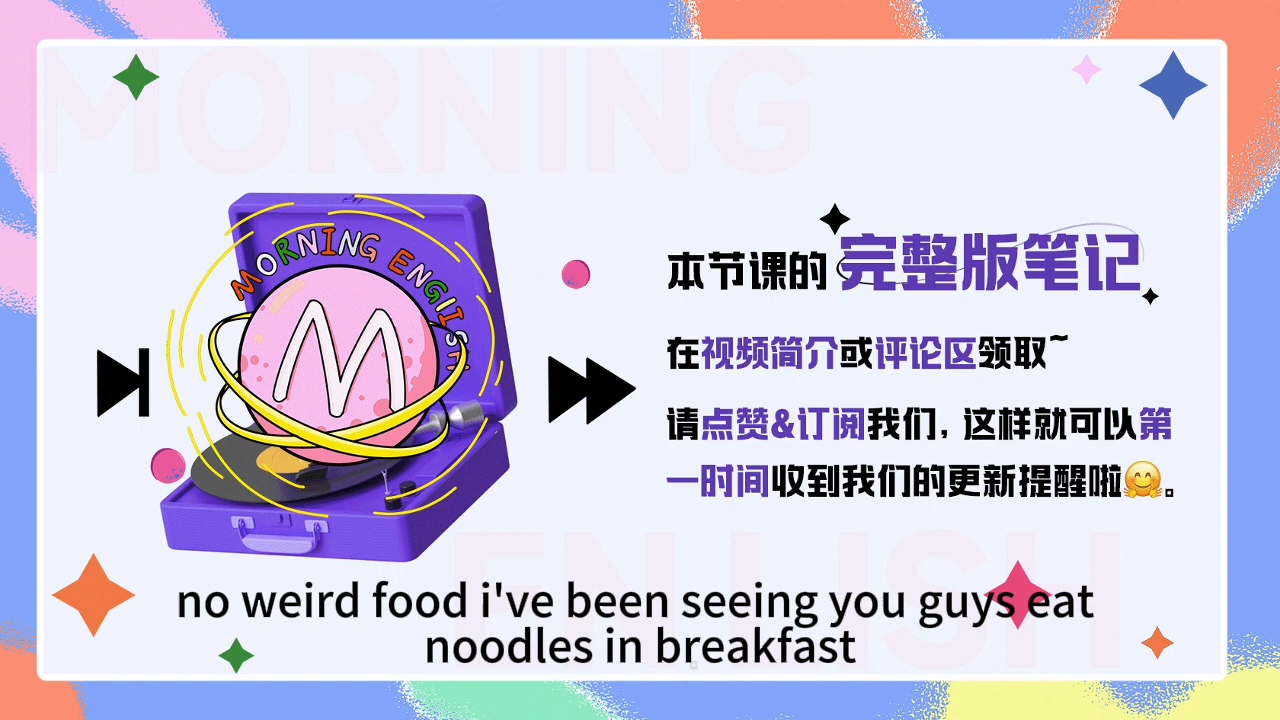 MORNING
MORNING ENGLISH
M
本节课的 完整版笔记
在视频简介或评论区领取~
请点赞&订阅我们，这样就可以第
一时间收到我们的更新提醒啦🤗。
ENLISH
no weird food i've been seeing you guys eat
noodles in breakfast